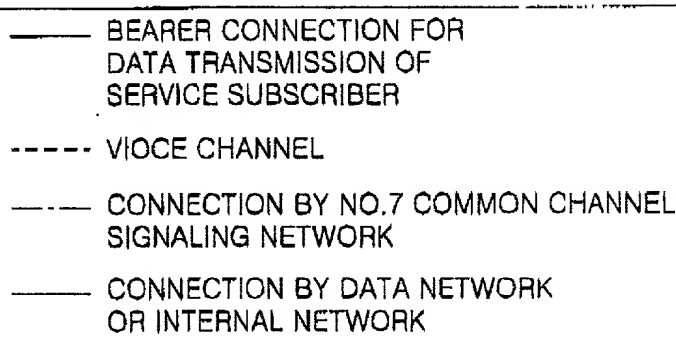 BEARER CONNECTION FOR
DATA TRANSMISSION OF
SERVICE SUBSCRIBER
VIOCE CHANNEL
CONNECTION BY NO.7 COMMON CHANNEL
SIGNALING NETWORK
CONNECTION BY DATA NETWORK
OR INTERNAL NETWORK